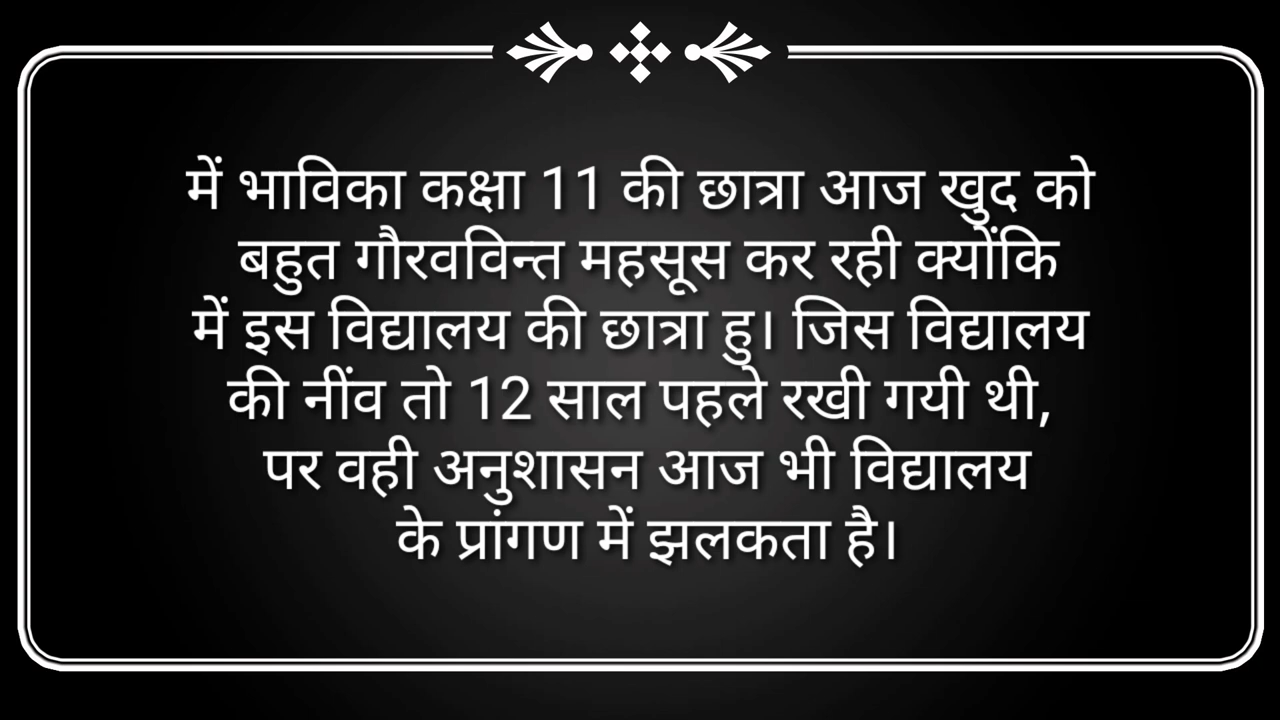 में भाविका कक्षा 11 की छात्रा आज खुद को
बहुत गौरवविन्त महसूस कर रही क्योंकि
में इस विद्यालय की छात्रा हु। जिस विद्यालय
की नींव तो 12 साल पहले रखी गयी थी,
पर वही अनुशासन आज भी विद्यालय
के प्रांगण में झलकता है।